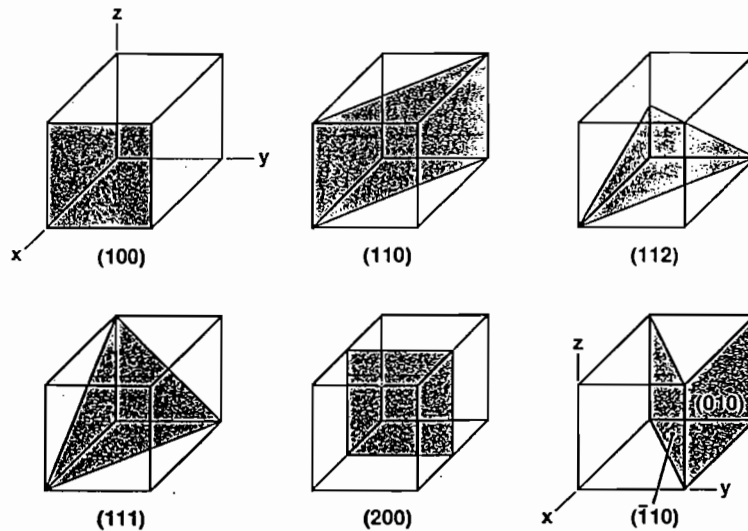 z
y
x
(100)
(110)
(112)
(111)
(200)
z
(010)
y
x
(1̄10)